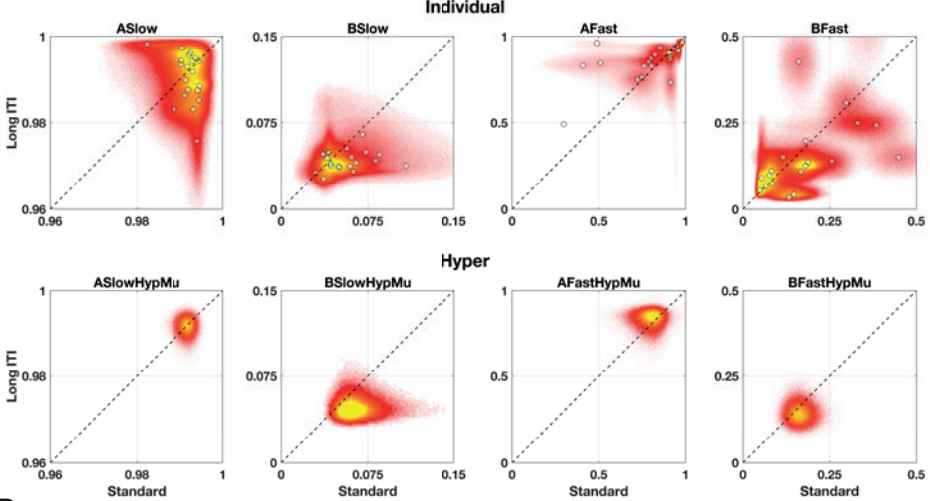 Individual
ASlow BSlow AFast BFast
1 0.15 1 0.5
Long ITI
0.98 0.075 0.5 0.25
0.96 0 0 0
0.96 0.98 1 0 0.075 0.15 0 0.5 1 0 0.25 0.5
Hyper
ASlowHypMu BSlowHypMu AFastHypMu BFastHypMu
1 0.15 1 0.5
Long ITI
0.98 0.075 0.5 0.25
0.96 0 0 0
0.96 0.98 1 0 0.075 0.15 0 0.5 1 0 0.25 0.5
Standard Standard Standard Standard